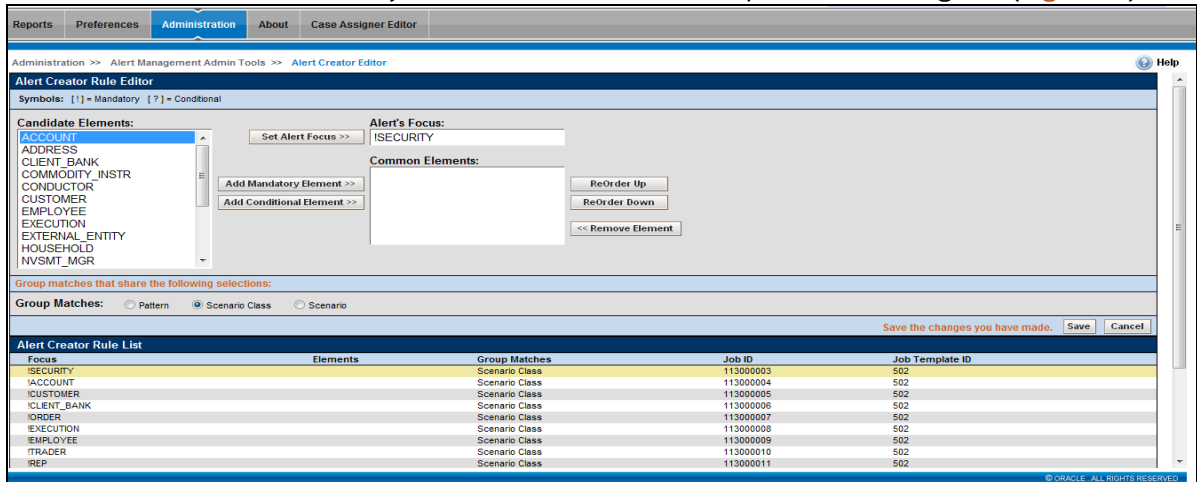 Reports Preferences Administration About Case Assigner Editor
Administration >> Alert Management Admin Tools >> Alert Creator Editor Help
Alert Creator Rule Editor
Symbols: [!] = Mandatory [?] = Conditional
Candidate Elements: Alert's Focus:
ACCOUNT Set Alert Focus >> !SECURITY
ADDRESS
CLIENT_BANK Common Elements:
COMMODITY_INSTR
CONDUCTOR Add Mandatory Element >> ReOrder Up
CUSTOMER
EMPLOYEE Add Conditional Element >> ReOrder Down
EXECUTION
EXTERNAL_ENTITY << Remove Element
HOUSEHOLD
NVSMT_MGR
Group matches that share the following selections:
Group Matches: Pattern Scenario Class Scenario
Save the changes you have made. Save Cancel
Alert Creator Rule List
Focus Elements Group Matches Job ID Job Template ID
!SECURITY Scenario Class 113000003 502
!ACCOUNT Scenario Class 113000004 502
!CUSTOMER Scenario Class 113000005 502
!CLIENT_BANK Scenario Class 113000006 502
!ORDER Scenario Class 113000007 502
!EXECUTION Scenario Class 113000008 502
!EMPLOYEE Scenario Class 113000009 502
!TRADER Scenario Class 113000010 502
!REP Scenario Class 113000011 502
© ORACLE . ALL RIGHTS RESERVED